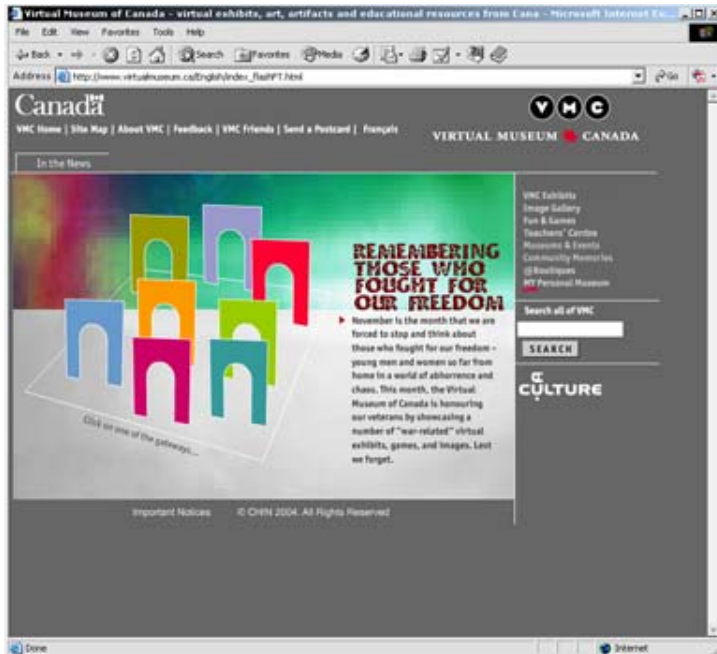 Virtual Museum of Canada - virtual exhibits, art, artifacts and educational resources from Cana - Microsoft Internet Ex...
File Edit View Favorites Tools Help
Back Search Favorites Media
Address http://www.virtualmuseum.ca/English/index_flashFT.html Go
Canada
VMC
VMC Home | Site Map | About VMC | Feedback | VMC Friends | Send a Postcard | Français
VIRTUAL MUSEUM CANADA
In the News
REMEMBERING
THOSE WHO
FOUGHT FOR
OUR FREEDOM
November is the month that we are
forced to stop and think about
those who fought for our freedom –
young men and women so far from
home in a world of abhorrence and
chaos. This month, the Virtual
Museum of Canada is honouring
our veterans by showcasing a
number of "war-related" virtual
exhibits, games, and images. Lest
we forget.
Click on one of the gateways...
VMC Exhibits
Image Gallery
Fun & Games
Teachers' Centre
Museums & Events
Community Memories
@Boutiques
MY Personal Museum
Search all of VMC
SEARCH
CULTURE
CA
Important Notices © CHIN 2004. All Rights Reserved
Done Internet